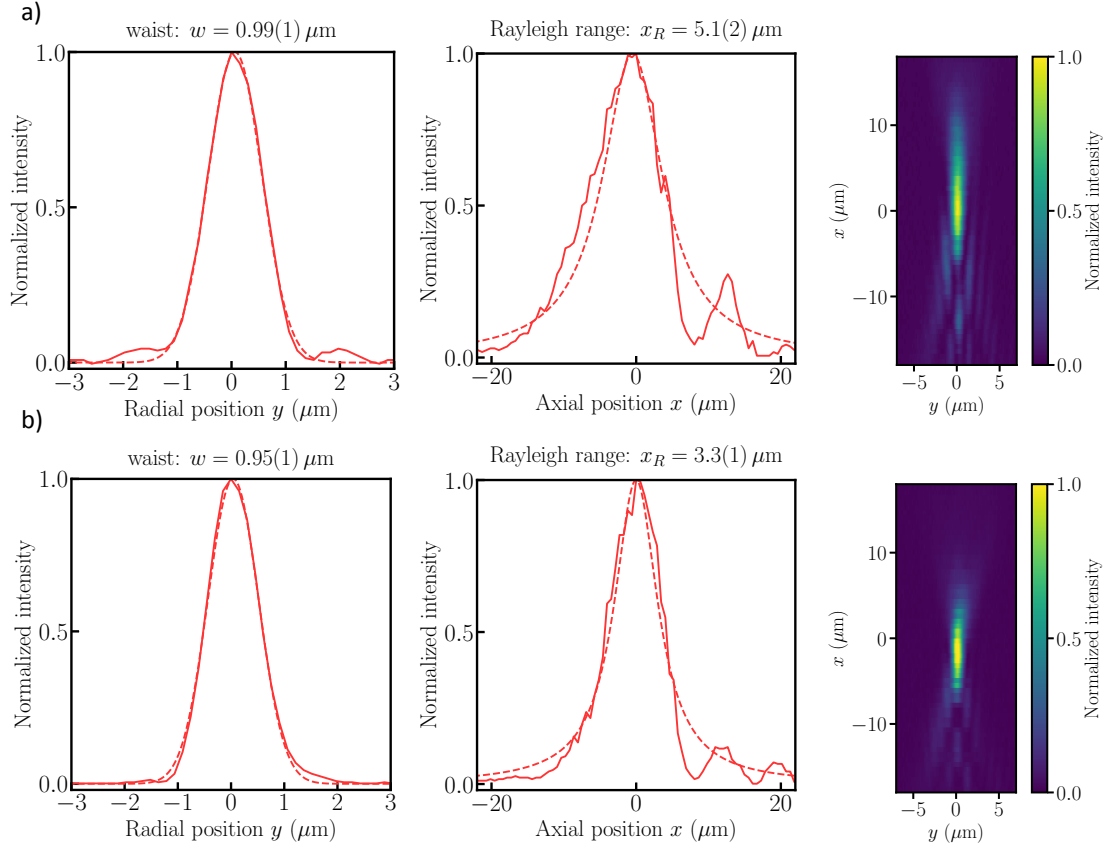 a)
waist: w = 0.99(1) μm
Normalized intensity
1.0
0.5
0.0
−3 −2 −1 0 1 2 3
Radial position y (μm)
Rayleigh range: x_R = 5.1(2) μm
Normalized intensity
1.0
0.5
0.0
−20 0 20
Axial position x (μm)
x (μm)
10
0
−10
−5 0 5
y (μm)
1.0
0.5
0.0
Normalized intensity
b)
waist: w = 0.95(1) μm
Normalized intensity
1.0
0.5
0.0
−3 −2 −1 0 1 2 3
Radial position y (μm)
Rayleigh range: x_R = 3.3(1) μm
Normalized intensity
1.0
0.5
0.0
−20 0 20
Axial position x (μm)
x (μm)
10
0
−10
−5 0 5
y (μm)
1.0
0.5
0.0
Normalized intensity